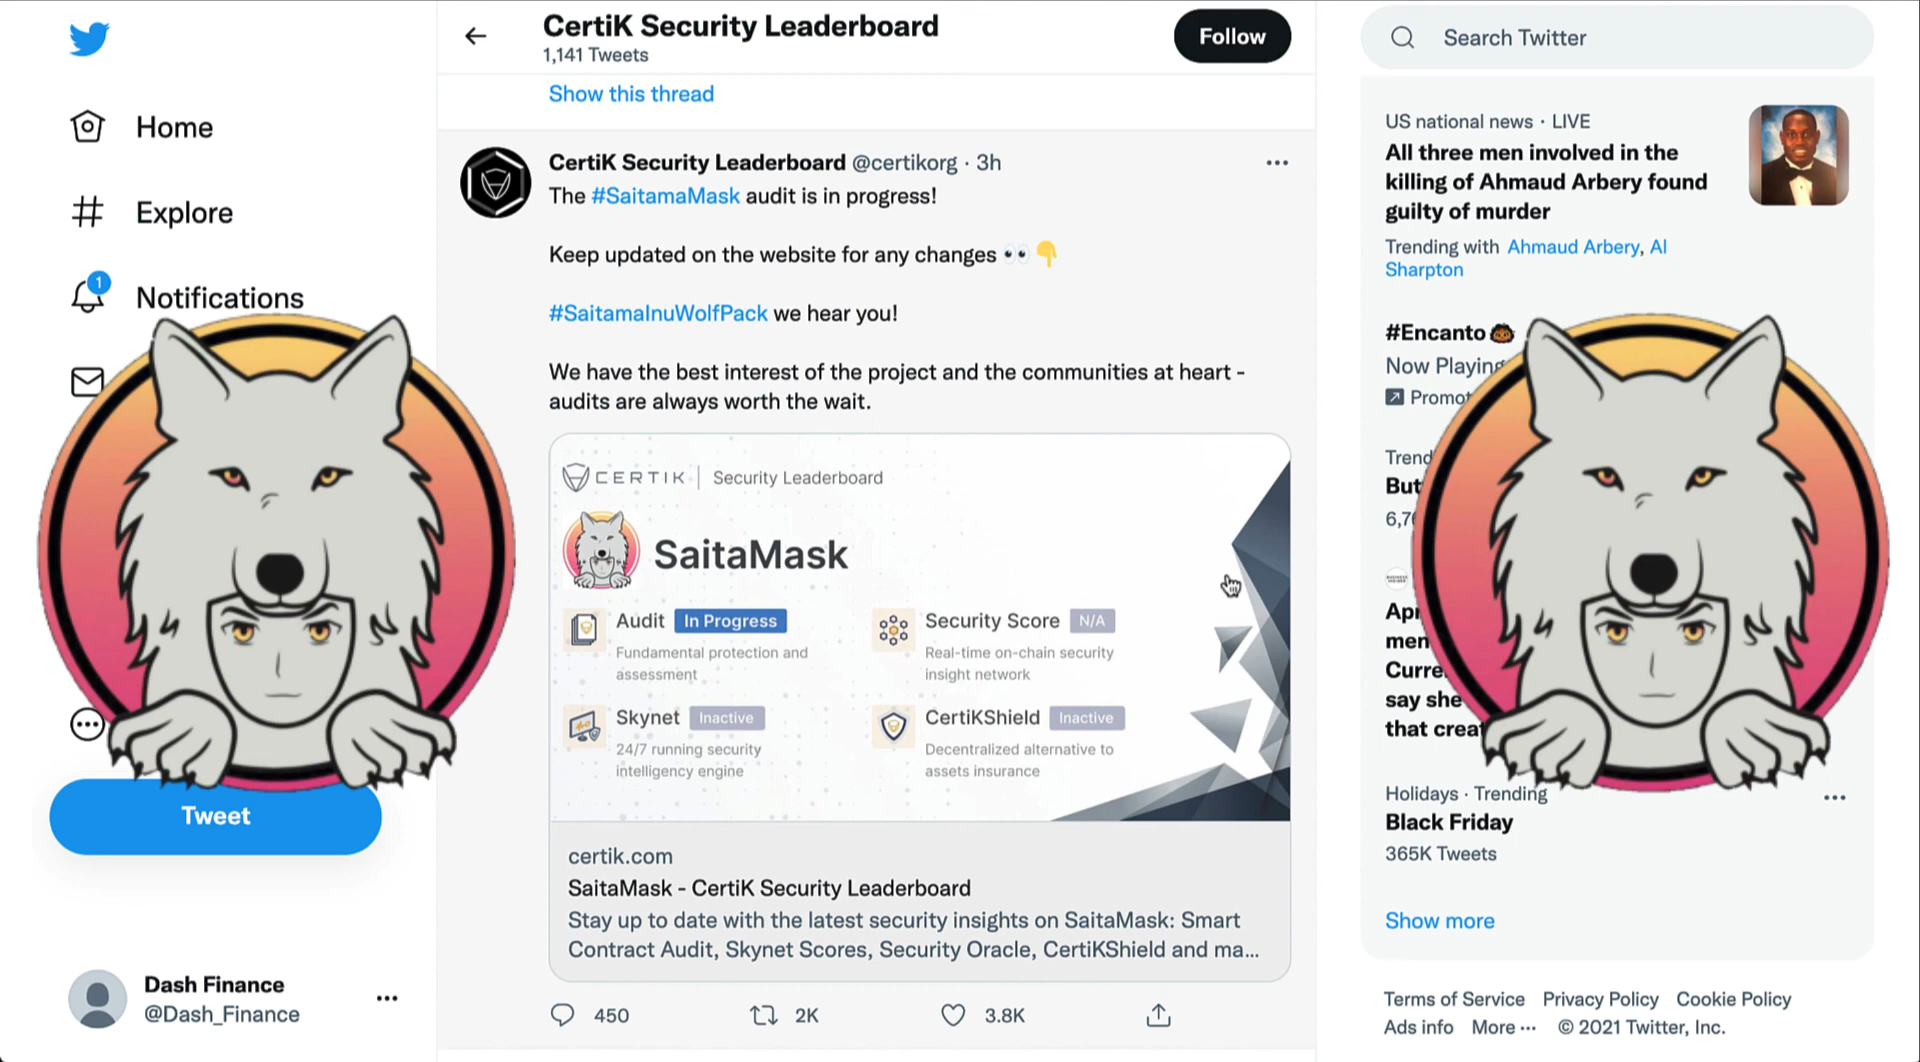 Home
Explore
1
Notifications
Tweet
Dash Finance
@Dash_Finance
CertiK Security Leaderboard
1,141 Tweets
Follow
Show this thread
CertiK Security Leaderboard @certikorg · 3h
The #SaitamaMask audit is in progress!
Keep updated on the website for any changes 👀 👇
#SaitamaInuWolfPack we hear you!
We have the best interest of the project and the communities at heart -
audits are always worth the wait.
CERTIK | Security Leaderboard
SaitaMask
Audit In Progress
Fundamental protection and
assessment
Security Score N/A
Real-time on-chain security
insight network
Skynet Inactive
24/7 running security
intelligence engine
CertiKShield Inactive
Decentralized alternative to
assets insurance
certik.com
SaitaMask - CertiK Security Leaderboard
Stay up to date with the latest security insights on SaitaMask: Smart
Contract Audit, Skynet Scores, Security Oracle, CertiKShield and ma...
450
2K
3.8K
Search Twitter
US national news · LIVE
All three men involved in the
killing of Ahmaud Arbery found
guilty of murder
Trending with Ahmaud Arbery, Al
Sharpton
#Encanto
Now Playing
Promot
Trend
But
6,7
Apr
men
Curre
say she
that crea
Holidays · Trending
Black Friday
365K Tweets
Show more
Terms of Service Privacy Policy Cookie Policy
Ads info More ··· © 2021 Twitter, Inc.